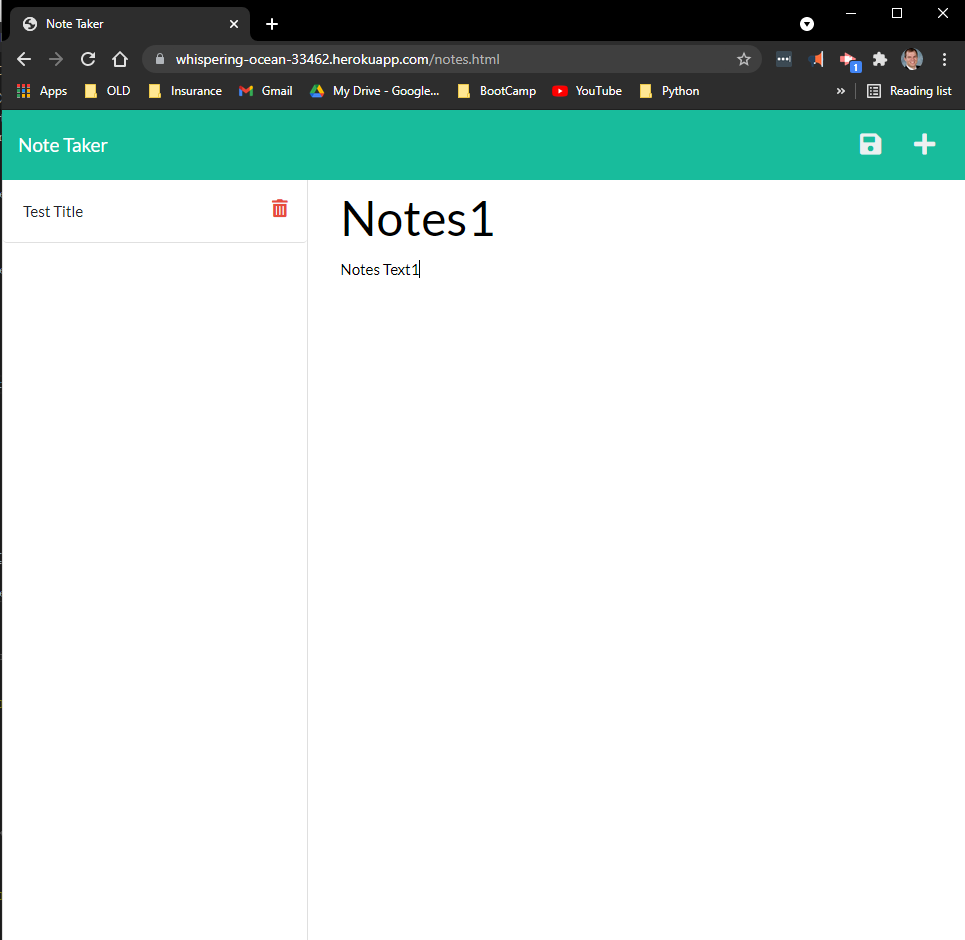 Note Taker
whispering-ocean-33462.herokuapp.com/notes.html
1
Apps OLD Insurance Gmail My Drive - Google... BootCamp YouTube Python » Reading list
Note Taker
Test Title
Notes1
Notes Text1